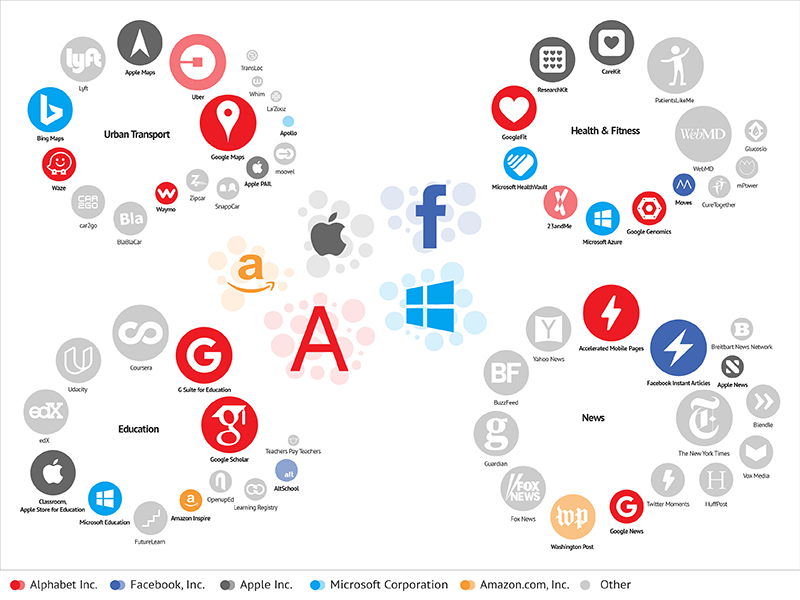 lyft
Lyft
Apple Maps
Uber
TransLoc
Whim
La'Zooz
Apollo
Bing Maps
Urban Transport
Google Maps
moovel
Waze
Apple PAIL
Zipcar
SnappCar
Waymo
CAR
2GO
car2go
Bla
BlaBlaCar
ResearchKit
CareKit
PatientsLikeMe
GoogleFit
Health & Fitness
WebMD
WebMD
Glucosio
Microsoft HealthVault
mPower
Moves
CureTogether
23andMe
Microsoft Azure
Google Genomics
a
f
A
Coursera
U
Udacity
G
G Suite for Education
edX
edX
Education
g
Google Scholar
Teachers Pay Teachers
alt
AltSchool
Classroom,
Apple Store for Education
Microsoft Education
a
Amazon Inspire
OpenupEd
Learning Registry
FutureLearn
Y
Yahoo News
Accelerated Mobile Pages
Facebook Instant Articles
B
Breitbart News Network
Apple News
BF
BuzzFeed
News
T
The New York Times
Blendle
g
Guardian
Vox Media
FOX
NEWS
Fox News
wp
Washington Post
G
Google News
Twitter Moments
H
HuffPost
Alphabet Inc.
Facebook, Inc.
Apple Inc.
Microsoft Corporation
Amazon.com, Inc.
Other